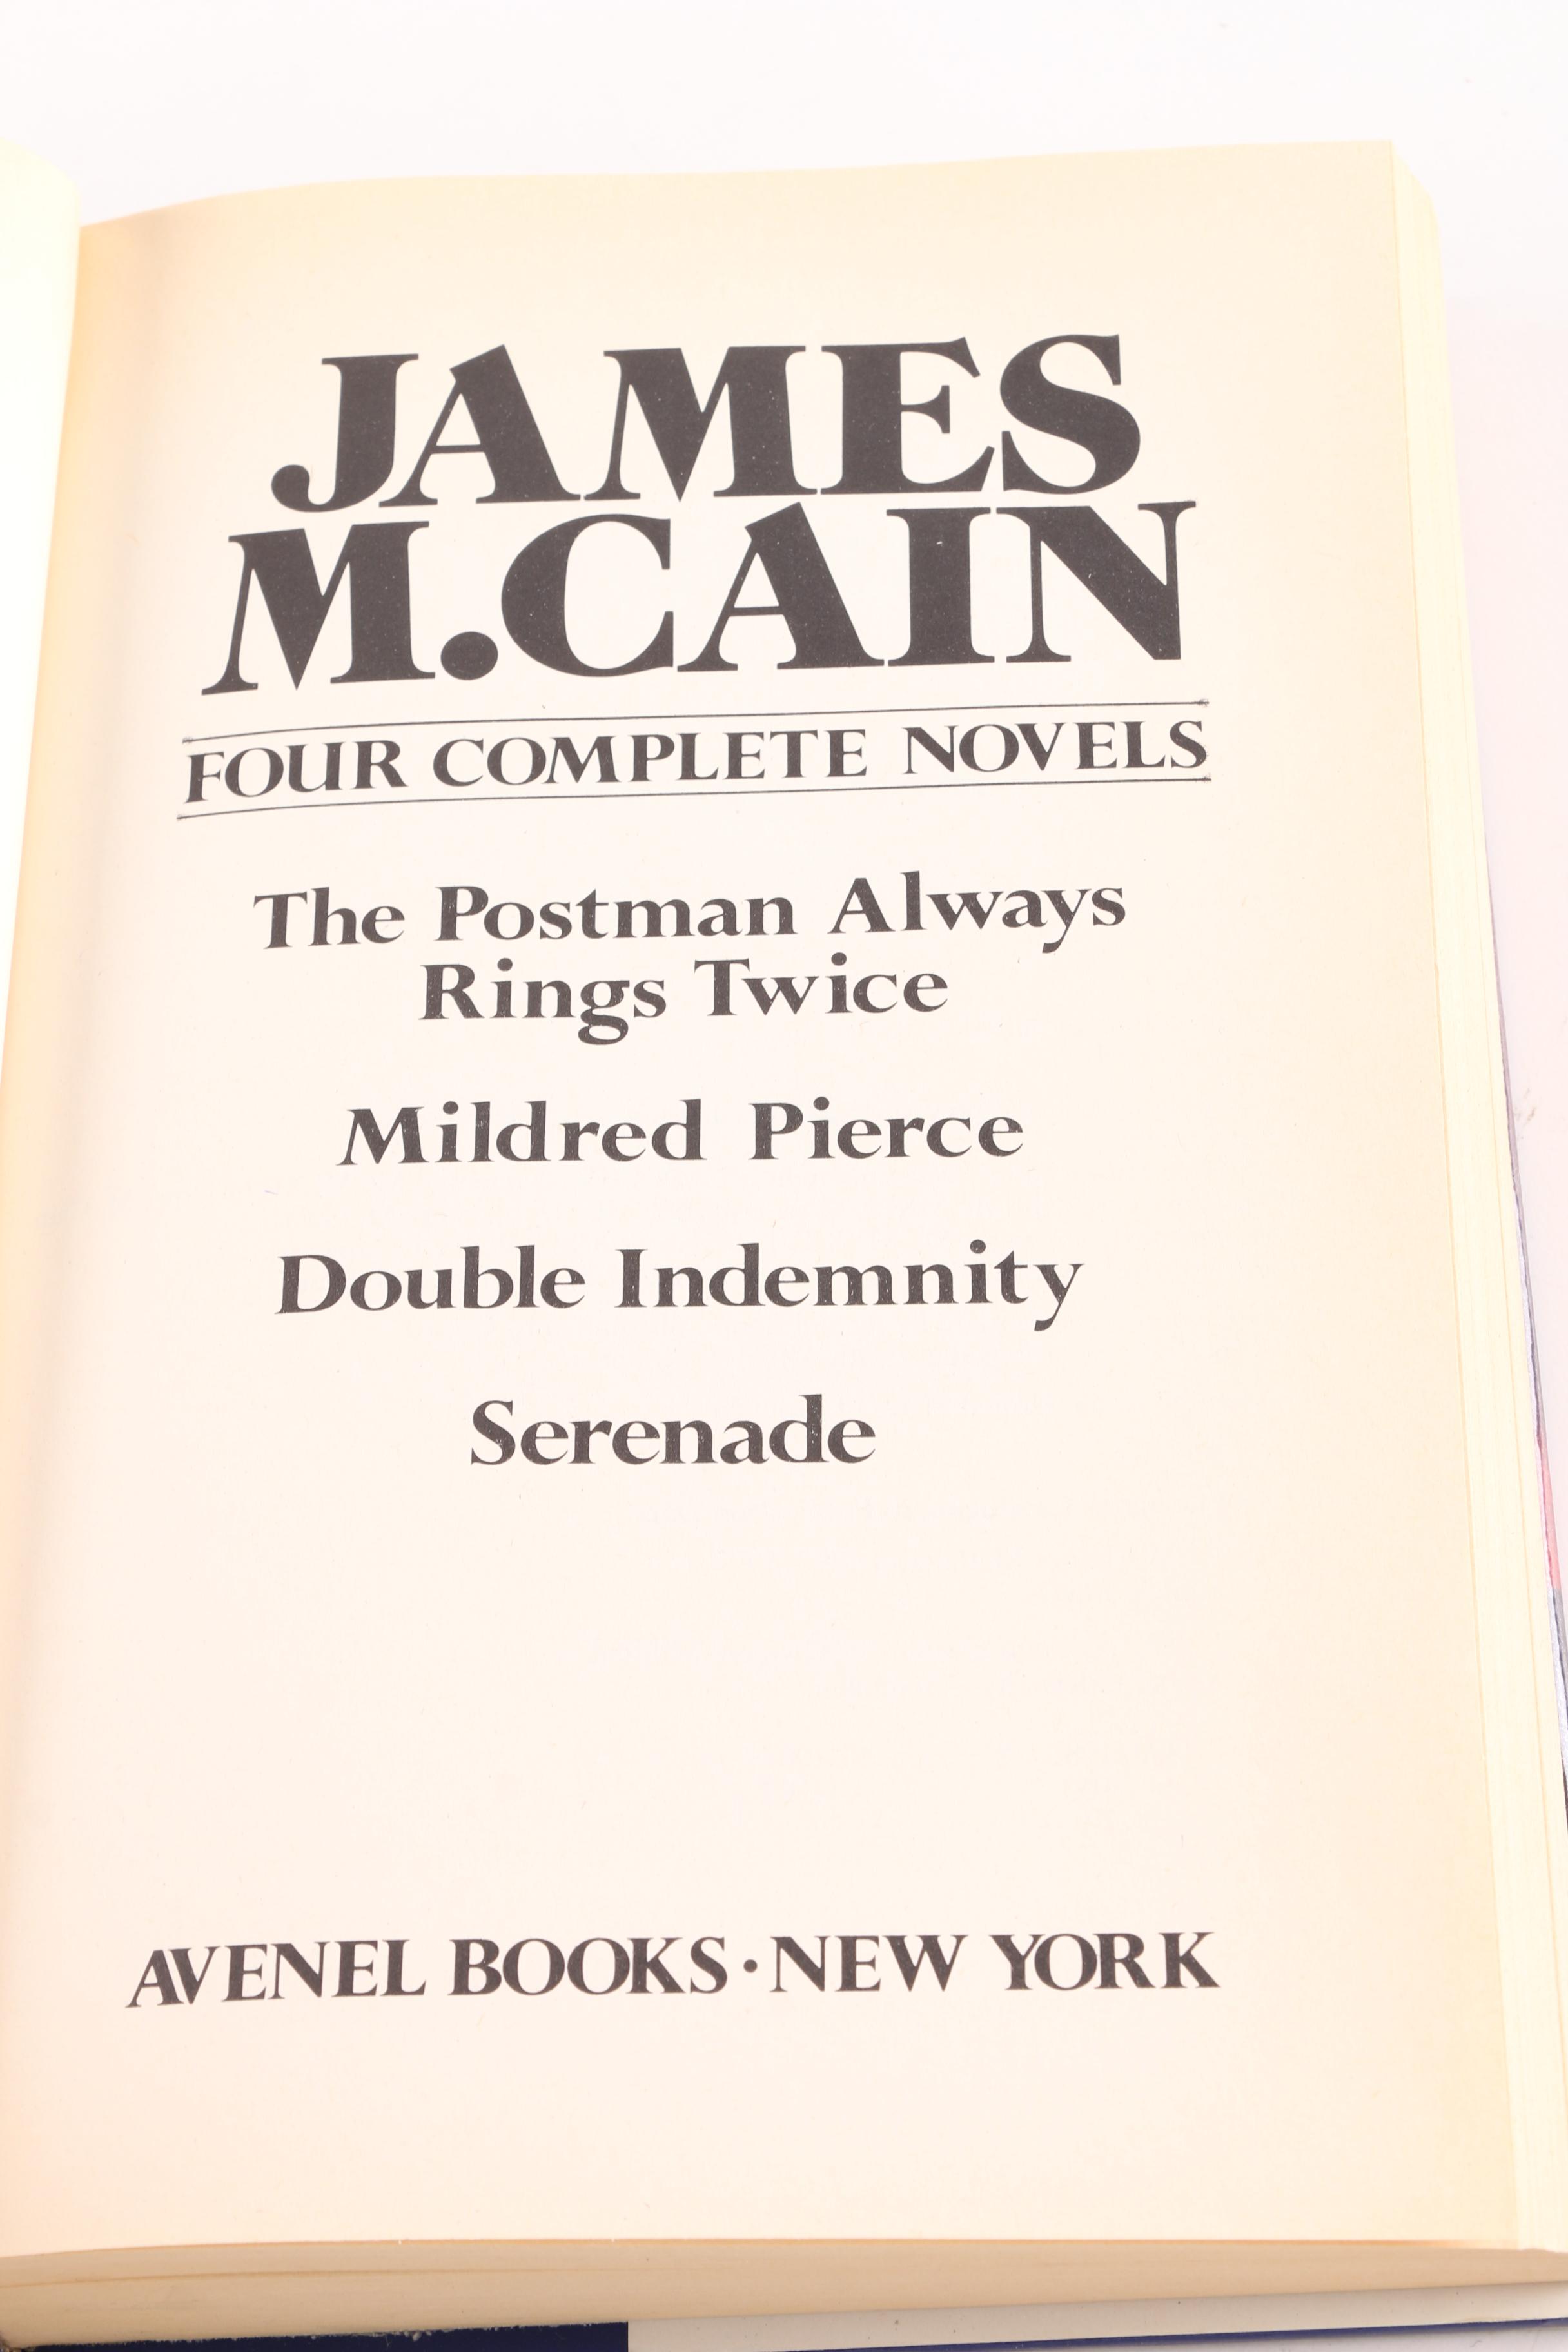 JAMES
M.CAIN
FOUR COMPLETE NOVELS
The Postman Always
Rings Twice
Mildred Pierce
Double Indemnity
Serenade
AVENEL BOOKS · NEW YORK